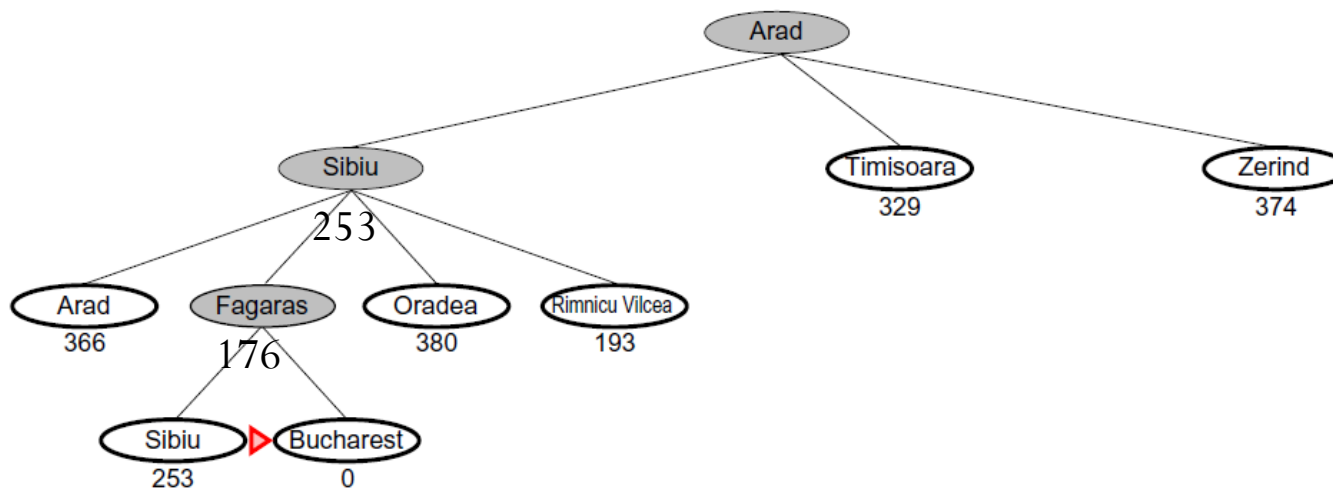 Arad
Sibiu Timisoara Zerind
329 374
253
Arad Fagaras Oradea Rimnicu Vilcea
366 380 193
176
Sibiu Bucharest
253 0